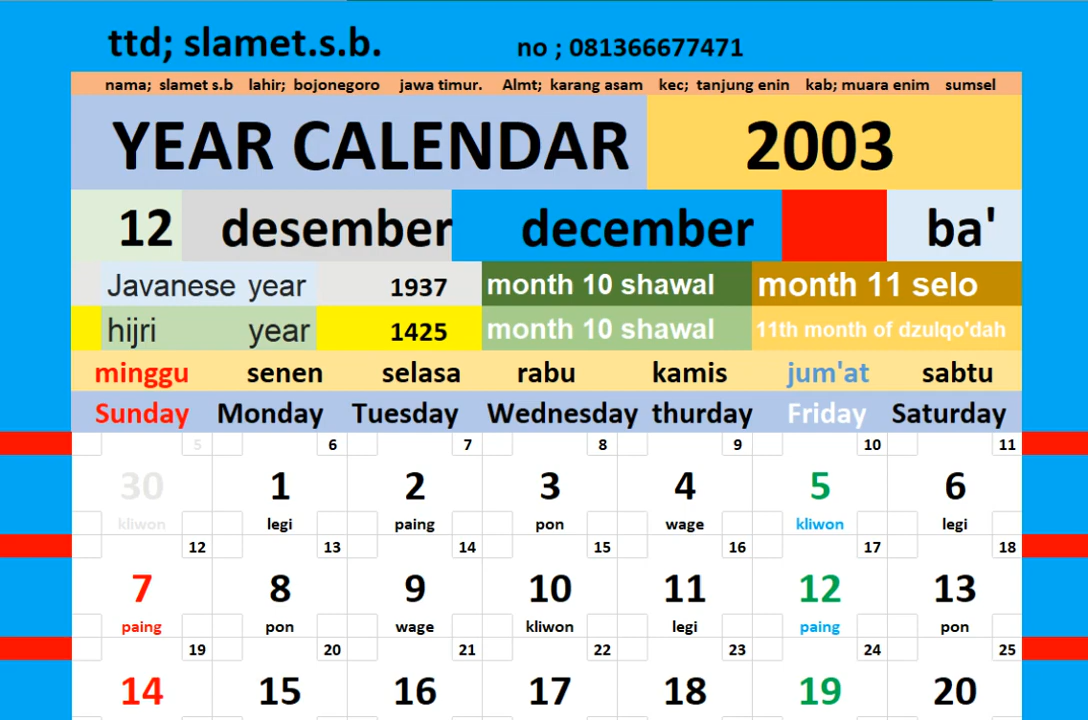 ttd; slamet.s.b. no ; 081366677471
nama; slamet s.b lahir; bojonegoro jawa timur. Almt; karang asam kec; tanjung enin kab; muara enim sumsel
YEAR CALENDAR 2003
12 desember december ba'
Javanese year 1937 month 10 shawal month 11 selo
hijri year 1425 month 10 shawal 11th month of dzulqo'dah
minggu senen selasa rabu kamis jum'at sabtu
Sunday Monday Tuesday Wednesday thurday Friday Saturday
5 6 7 8 9 10 11
30 1 2 3 4 5 6
kliwon legi paing pon wage kliwon legi
12 13 14 15 16 17 18
7 8 9 10 11 12 13
paing pon wage kliwon legi paing pon
19 20 21 22 23 24 25
14 15 16 17 18 19 20